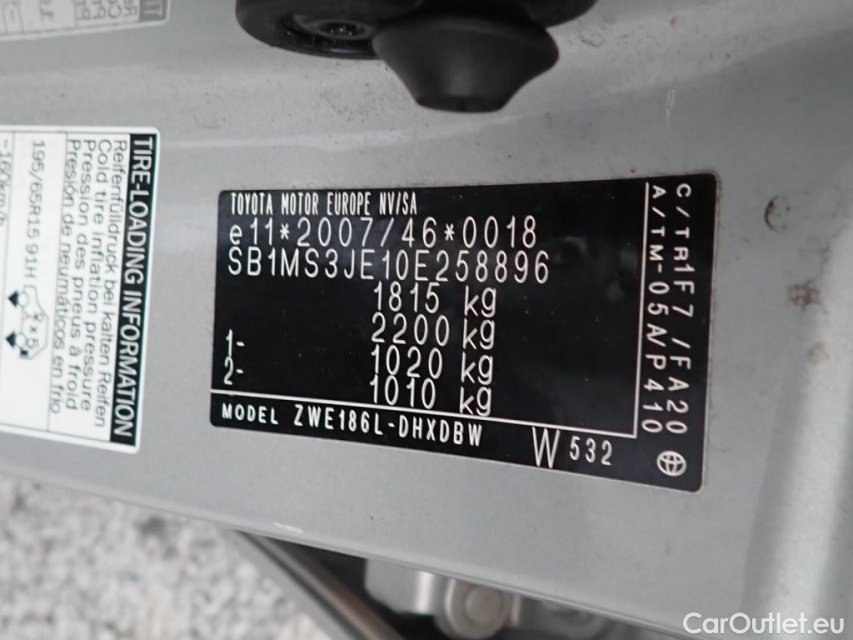 TOYOTA MOTOR EUROPE NV/SA
e11*2007/46*0018
SB1MS3JE10E258896
1815 kg
2200 kg
1- 1020 kg
2- 1010 kg
MODEL ZWE186L-DHXDBW
W 532
C/TR1F7 /FA20
A/TM-05A/P410
TIRE-LOADING INFORMATION
Reifenfülldruck bei kalten Reifen
Cold tire inflation pressure
Pression des pneus à froid
Presión de neumáticos en frío
195/65R15 91H
×5
~160km/h
CarOutlet.eu